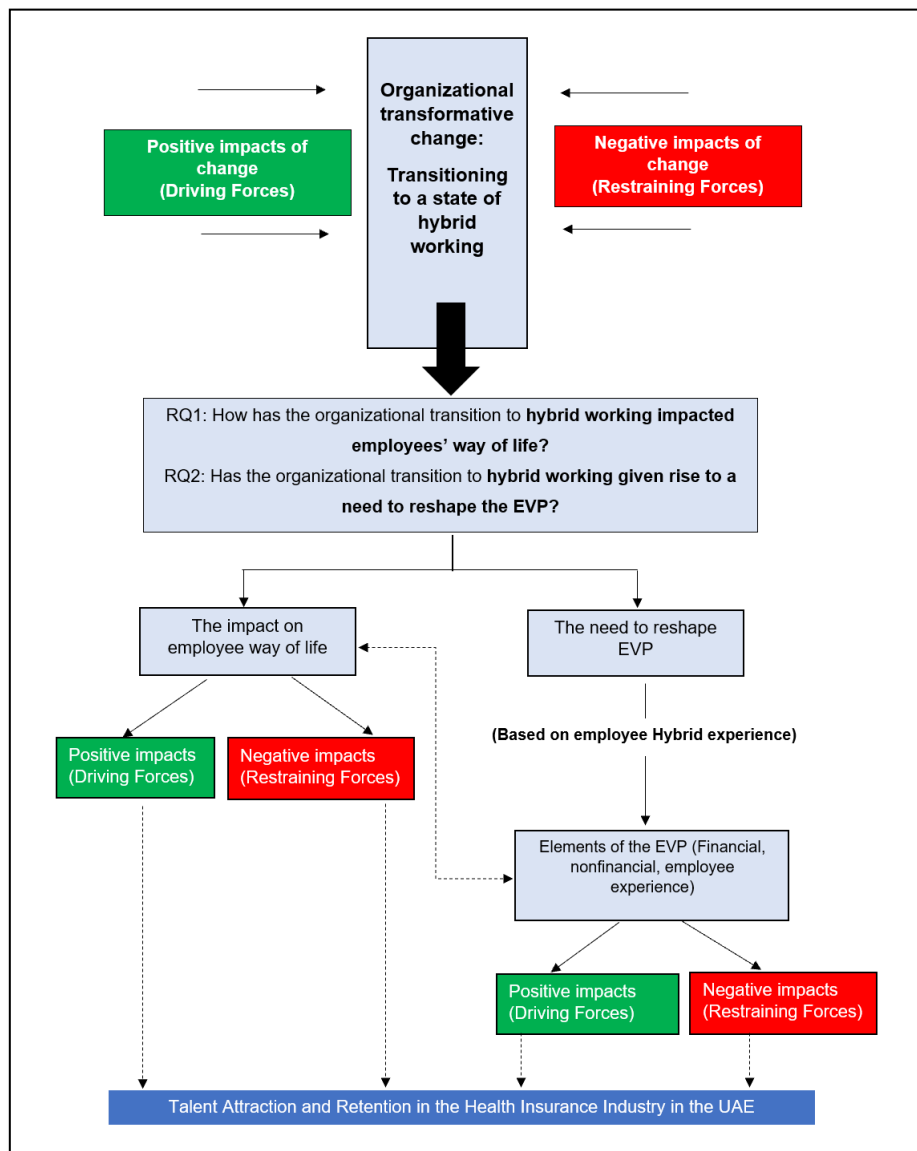 Organizational
transformative
change:
Transitioning
to a state of
hybrid
working
Positive impacts of
change
(Driving Forces)
Negative impacts of
change
(Restraining Forces)
RQ1: How has the organizational transition to hybrid working impacted
employees’ way of life?
RQ2: Has the organizational transition to hybrid working given rise to a
need to reshape the EVP?
The impact on
employee way of life
The need to reshape
EVP
(Based on employee Hybrid experience)
Positive impacts
(Driving Forces)
Negative impacts
(Restraining Forces)
Elements of the EVP (Financial,
nonfinancial, employee
experience)
Positive impacts
(Driving Forces)
Negative impacts
(Restraining Forces)
Talent Attraction and Retention in the Health Insurance Industry in the UAE